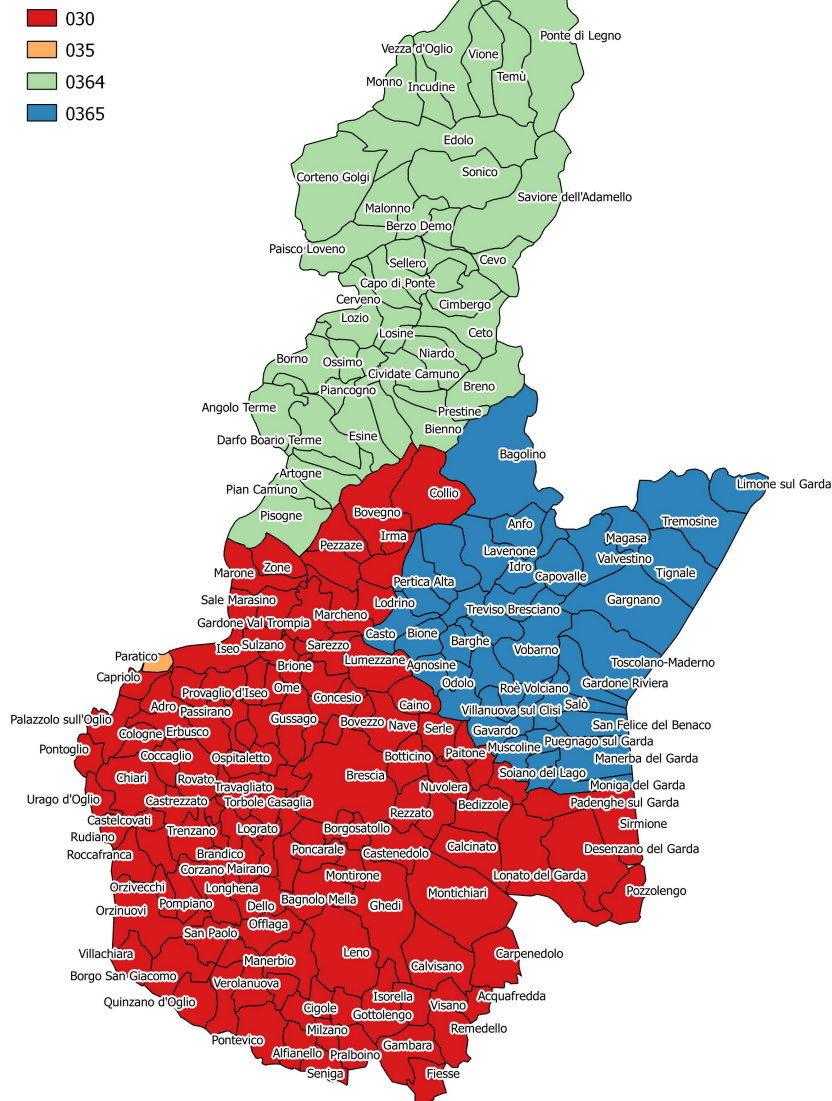 030
035
0364
0365
Ponte di Legno
Vezza d'Oglio
Vione
Temù
Monno
Incudine
Edolo
Sonico
Corteno Golgi
Saviore dell'Adamello
Malonno
Berzo Demo
Paisco Loveno
Cevo
Sellero
Capo di Ponte
Cerveno
Cimbergo
Lozio
Losine
Ceto
Niardo
Borno
Ossimo
Cividate Camuno
Breno
Piancogno
Angolo Terme
Prestine
Bienno
Darfo Boario Terme
Esine
Bagolino
Artogne
Pian Camuno
Collio
Limone sul Garda
Pisogne
Bovegno
Anfo
Tremosine
Irma
Magasa
Pezzaze
Lavenone
Valvestino
Idro
Marone
Zone
Capovalle
Tignale
Pertica Alta
Sale Marasino
Lodrino
Gargnano
Treviso Bresciano
Marcheno
Gardone Val Trompia
Casto
Bione
Barghe
Iseo
Sulzano
Sarezzo
Vobarno
Paratico
Lumezzane
Agnosine
Toscolano-Maderno
Brione
Capriolo
Odolo
Gardone Riviera
Ome
Roè Volciano
Provaglio d'Iseo
Concesio
Adro
Caino
Salò
Passirano
Villanuova sul Clisi
Palazzolo sull'Oglio
Gussago
Bovezzo
Nave
Serle
San Felice del Benaco
Cologne
Erbusco
Gavardo
Puegnago sul Garda
Pontoglio
Muscoline
Coccaglio
Ospitaletto
Botticino
Paitone
Manerba del Garda
Chiari
Rovato
Brescia
Soiano del Lago
Travagliato
Nuvolera
Moniga del Garda
Urago d'Oglio
Castrezzato
Torbole Casaglia
Bedizzole
Padenghe sul Garda
Rezzato
Castelcovati
Sirmione
Rudiano
Trenzano
Lograto
Borgosatollo
Roccafranca
Brandico
Poncarale
Castenedolo
Calcinato
Desenzano del Garda
Corzano
Mairano
Montirone
Lonato del Garda
Orzivecchi
Longhena
Montichiari
Pozzolengo
Orzinuovi
Pompiano
Dello
Bagnolo Mella
Ghedi
Offlaga
San Paolo
Villachiara
Manerbio
Leno
Carpenedolo
Calvisano
Borgo San Giacomo
Verolanuova
Quinzano d'Oglio
Isorella
Acquafredda
Cigole
Visano
Gottolengo
Milzano
Remedello
Pontevico
Gambara
Alfianello
Pralboino
Seniga
Fiesse